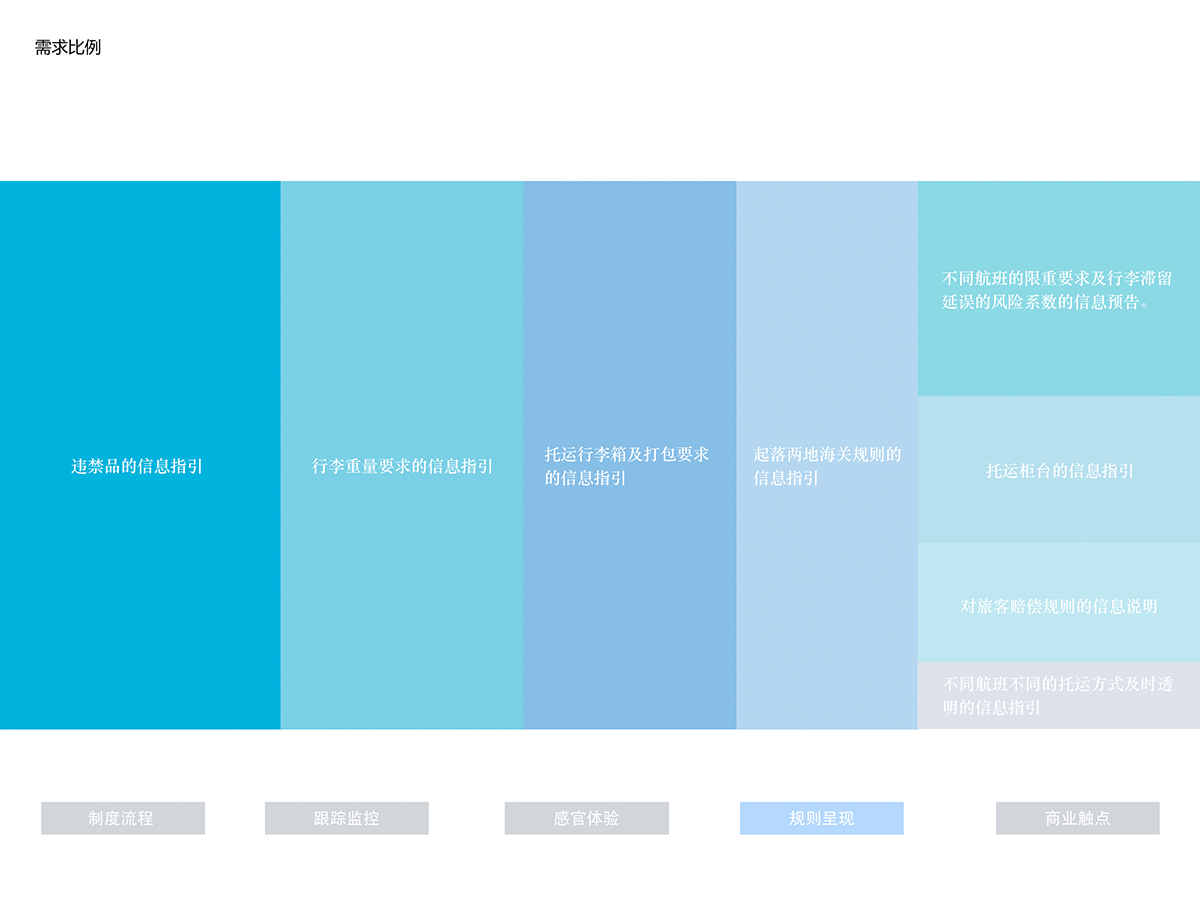 需求比例
违禁品的信息指引
行李重量要求的信息指引
托运行李箱及打包要求
的信息指引
起落两地海关规则的
信息指引
不同航班的限重要求及行李滞留
延误的风险系数的信息预告。
托运柜台的信息指引
对旅客赔偿规则的信息说明
不同航班不同的托运方式及时透
明的信息指引
制度流程
跟踪监控
感官体验
规则呈现
商业触点